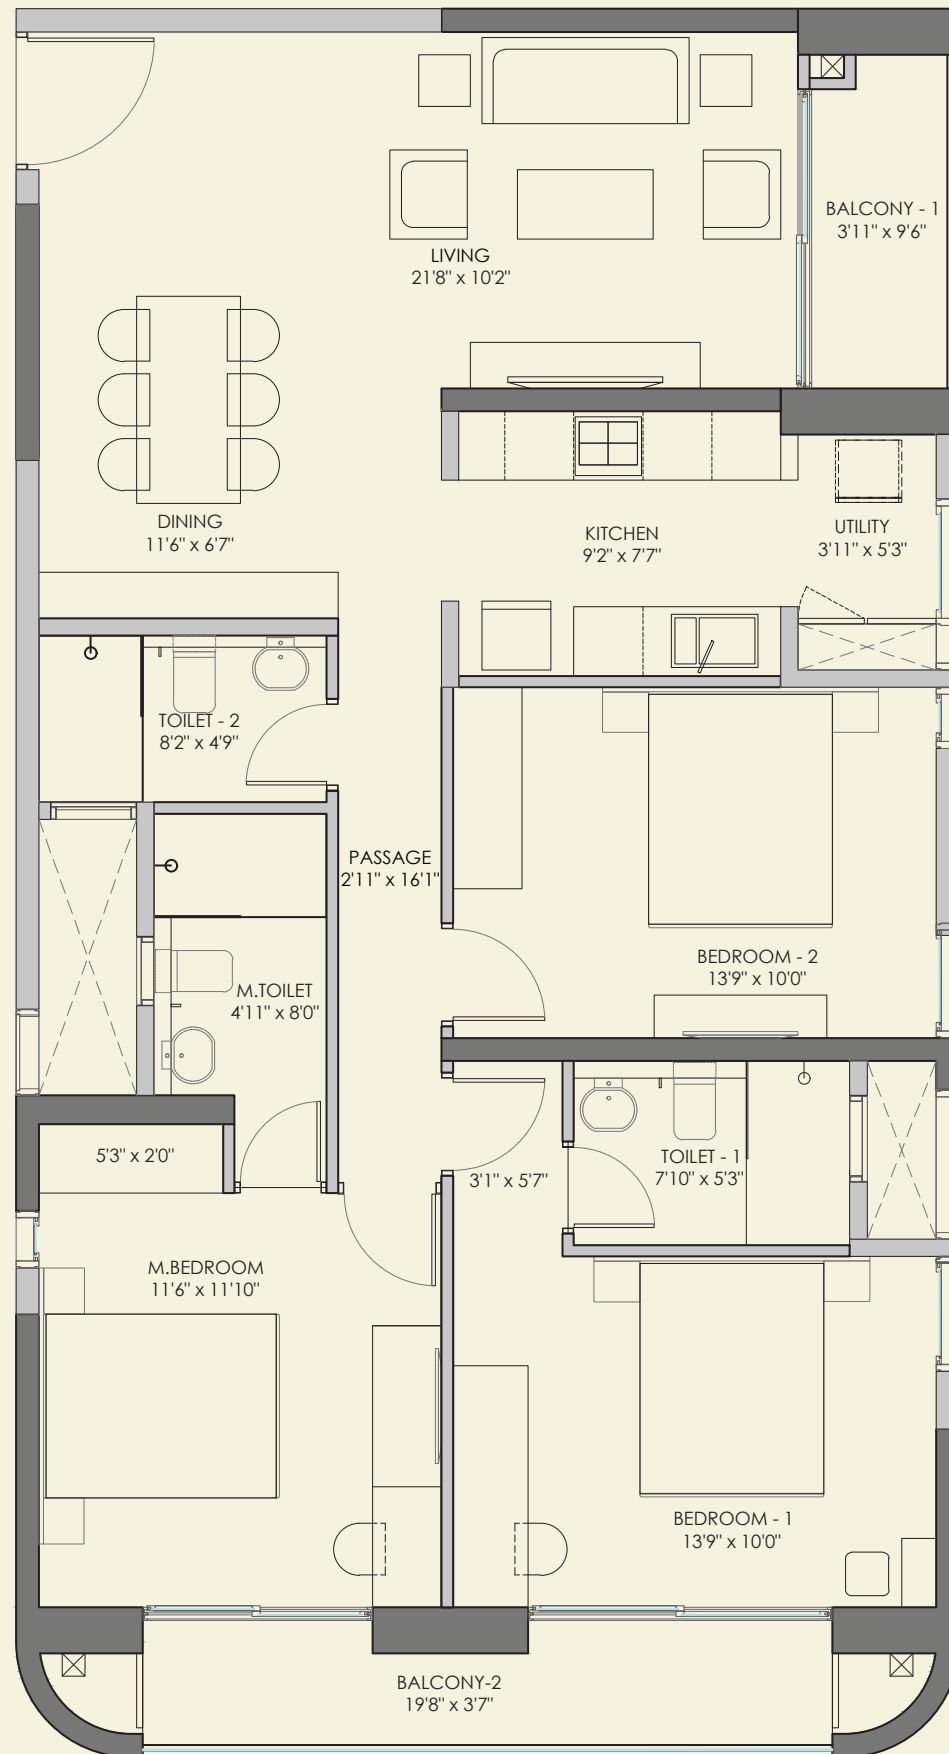 BALCONY - 1
3'11" x 9'6"
LIVING
21'8" x 10'2"
DINING
11'6" x 6'7"
KITCHEN
9'2" x 7'7"
UTILITY
3'11" x 5'3"
TOILET - 2
8'2" x 4'9"
PASSAGE
2'11" x 16'1"
BEDROOM - 2
13'9" x 10'0"
M.TOILET
4'11" x 8'0"
5'3" x 2'0"
3'1" x 5'7"
TOILET - 1
7'10" x 5'3"
M.BEDROOM
11'6" x 11'10"
BEDROOM - 1
13'9" x 10'0"
BALCONY-2
19'8" x 3'7"